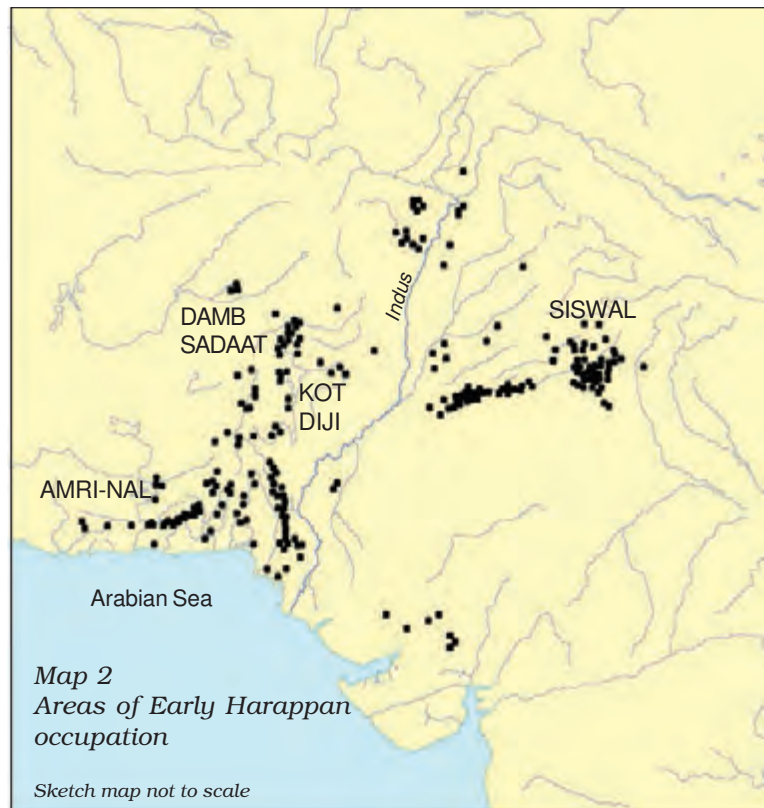 Indus
SISWAL
DAMB
SADAAT
KOT
DIJI
AMRI-NAL
Arabian Sea
Map 2
Areas of Early Harappan
occupation
Sketch map not to scale